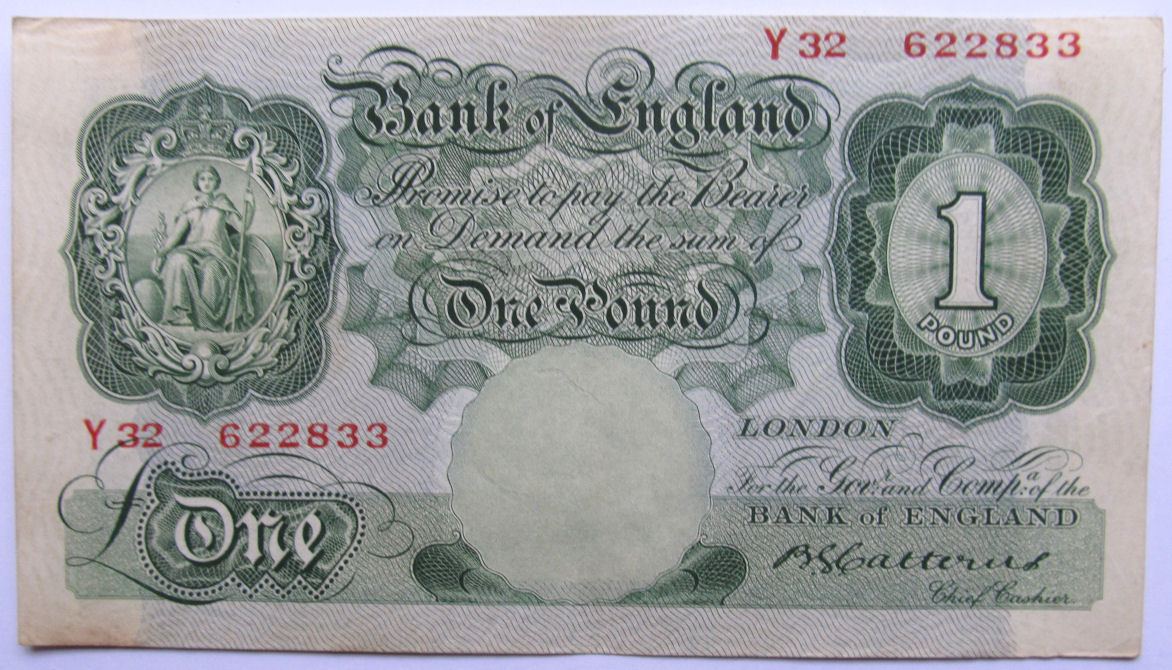 Y32 622833
Bank of England
I Promise to pay the Bearer
on Demand the sum of
One Pound
1
POUND
Y32 622833
£ One
LONDON
For the Govr. and Compa. of the
BANK of ENGLAND
B G Catterns
Chief Cashier.